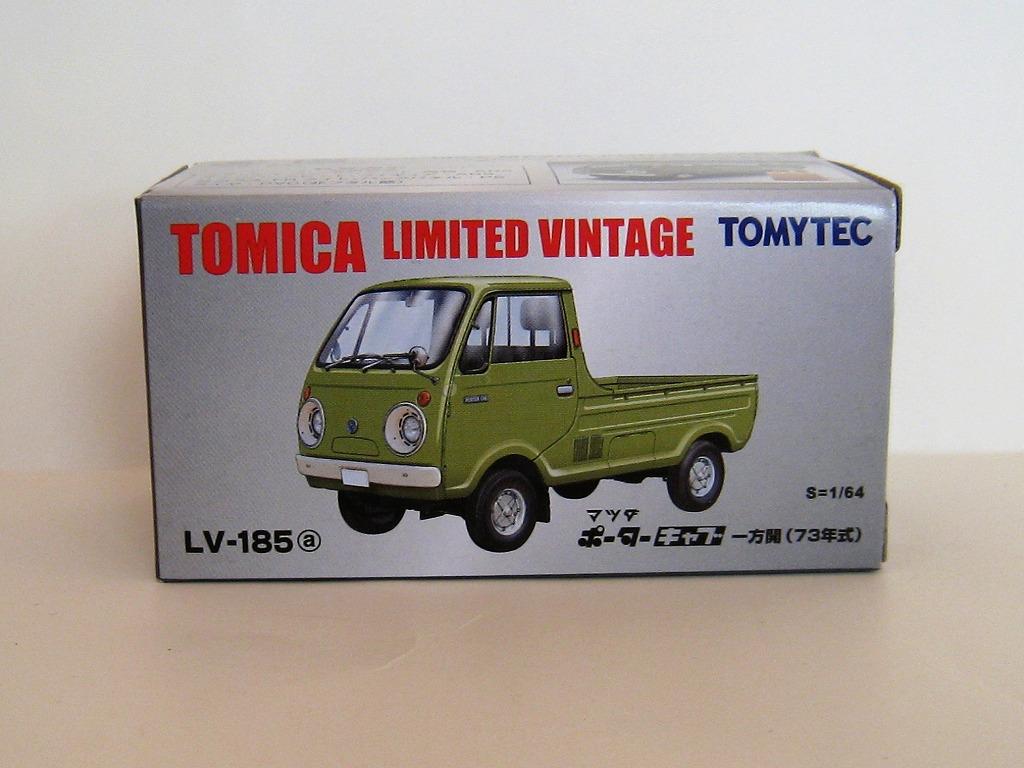 TOMICA LIMITED VINTAGE TOMYTEC
S=1/64
マツダ
LV-185ⓐ ポーターキャブ 一方開(73年式)